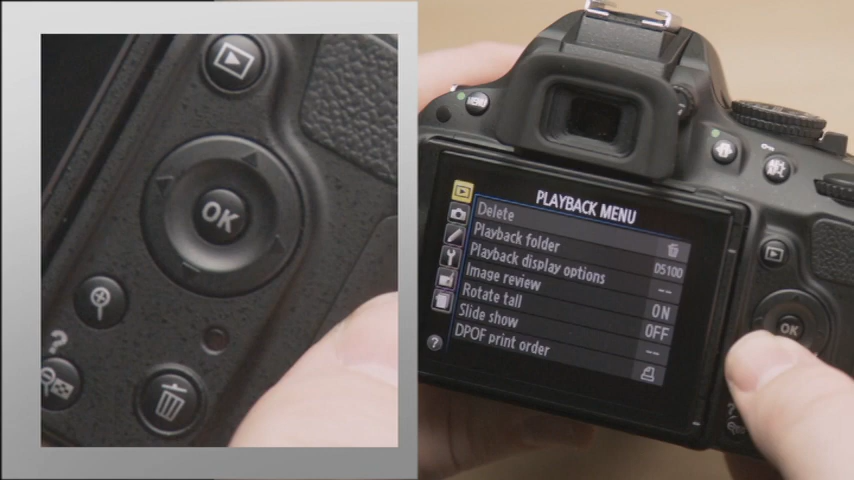 OK
?
MENU
PLAYBACK MENU
Delete
Playback folder
D5100
Playback display options
--
Image review
ON
Rotate tall
OFF
Slide show
--
DPOF print order
?
OK
?